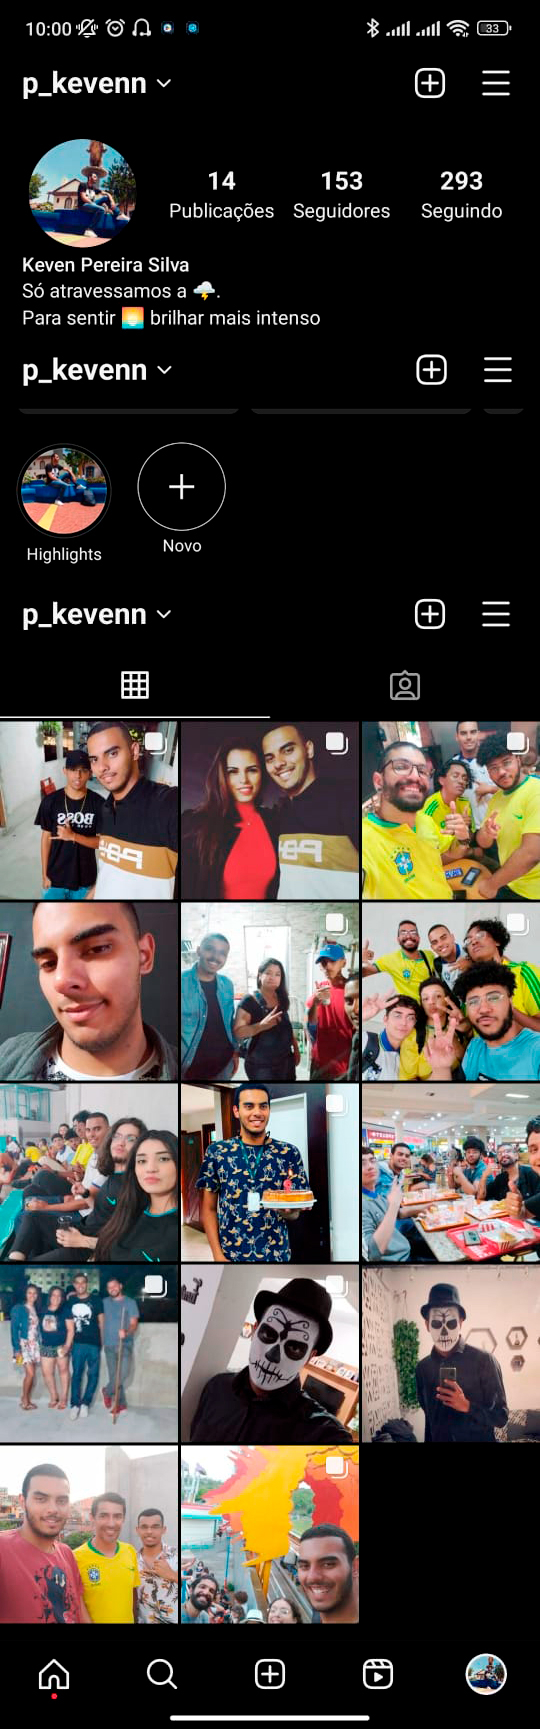 10:00
33
p_kevenn
14 153 293
Publicações Seguidores Seguindo
Keven Pereira Silva
Só atravessamos a 🌩️.
Para sentir 🌅 brilhar mais intenso
p_kevenn
Highlights
Novo
p_kevenn
BOSS